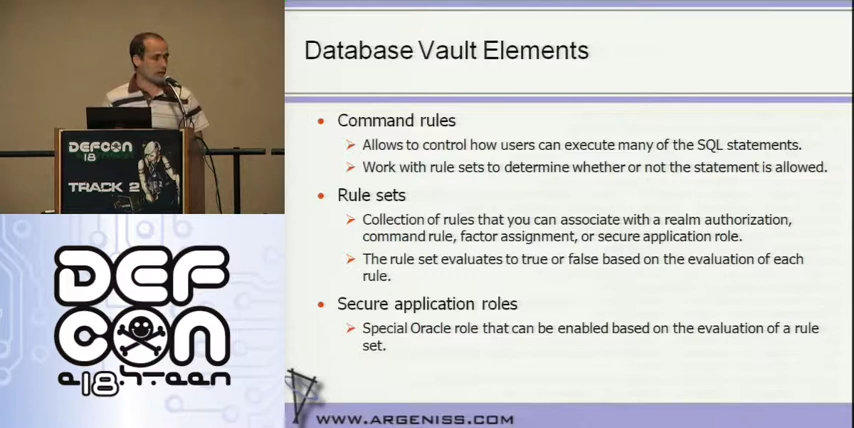 Database Vault Elements
Command rules
Allows to control how users can execute many of the SQL statements.
Work with rule sets to determine whether or not the statement is allowed.
Rule sets
Collection of rules that you can associate with a realm authorization,
command rule, factor assignment, or secure application role.
The rule set evaluates to true or false based on the evaluation of each
rule.
Secure application roles
Special Oracle role that can be enabled based on the evaluation of a rule
set.
WWW.ARGENISS.COM
DEFCON
18
TRACK 2
DEF
CON
e18hteen